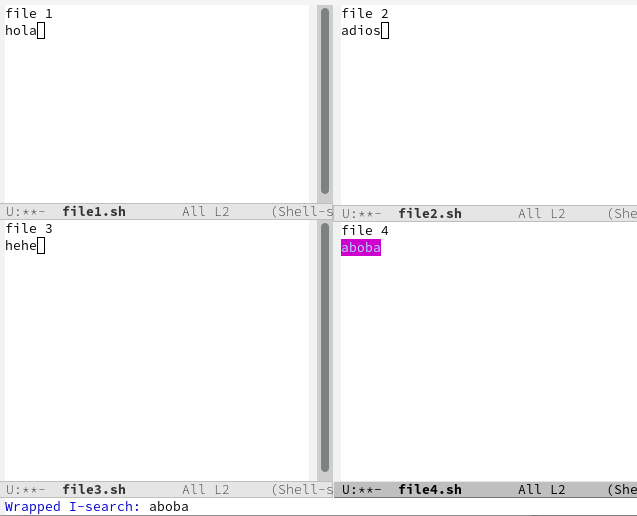 file 1
hola
U:**-  file1.sh       All L2     (Shell-s
file 2
adios
U:**-  file2.sh       All L2     (She
file 3
hehe
U:**-  file3.sh       All L2     (Shell-s
file 4
aboba
U:**-  file4.sh       All L2     (She
Wrapped I-search: aboba